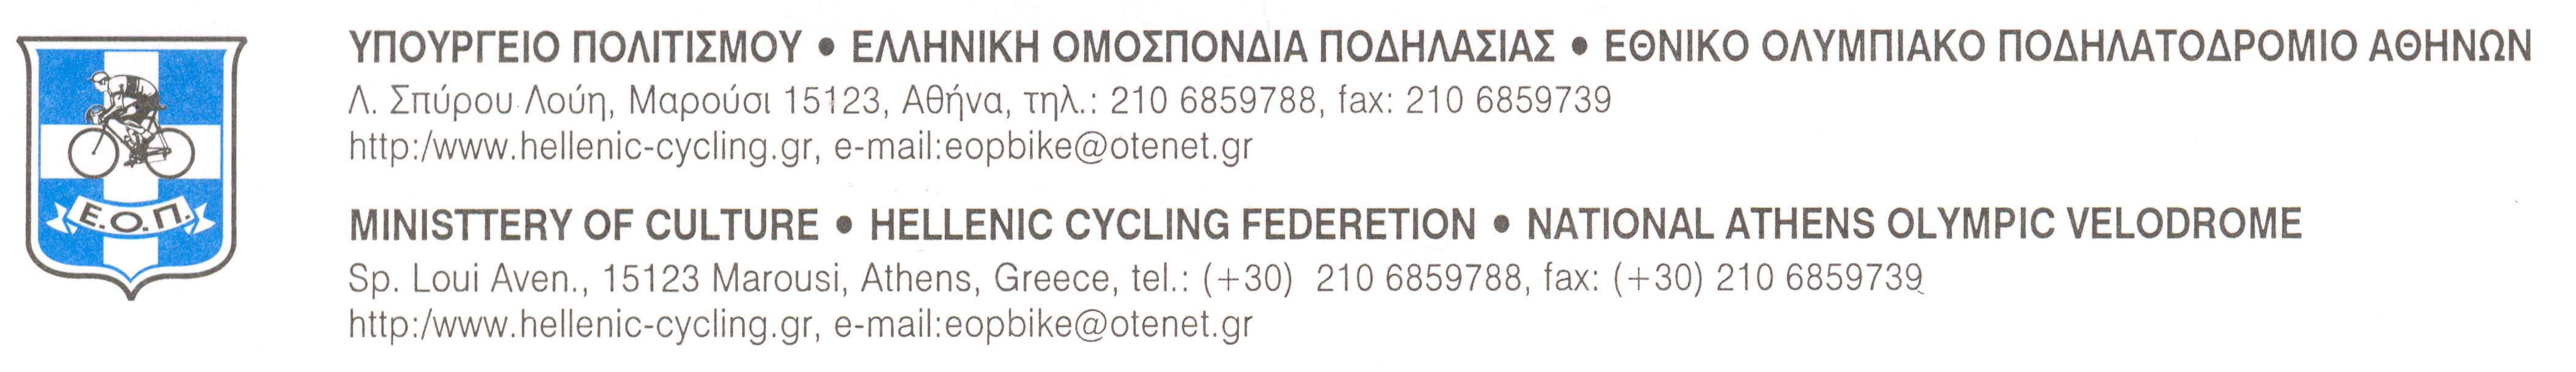 ΥΠΟΥΡΓΕΙΟ ΠΟΛΙΤΙΣΜΟΥ • ΕΛΛΗΝΙΚΗ ΟΜΟΣΠΟΝΔΙΑ ΠΟΔΗΛΑΣΙΑΣ • ΕΘΝΙΚΟ ΟΛΥΜΠΙΑΚΟ ΠΟΔΗΛΑΤΟΔΡΟΜΙΟ ΑΘΗΝΩΝ
Λ. Σπύρου Λούη, Μαρούσι 15123, Αθήνα, τηλ.: 210 6859788, fax: 210 6859739
http:/www.hellenic-cycling.gr, e-mail:eopbike@otenet.gr
Ε.Ο.Π.
MINISTTERY OF CULTURE • HELLENIC CYCLING FEDERETION • NATIONAL ATHENS OLYMPIC VELODROME
Sp. Loui Aven., 15123 Marousi, Athens, Greece, tel.: (+30) 210 6859788, fax: (+30) 210 6859739
http:/www.hellenic-cycling.gr, e-mail:eopbike@otenet.gr